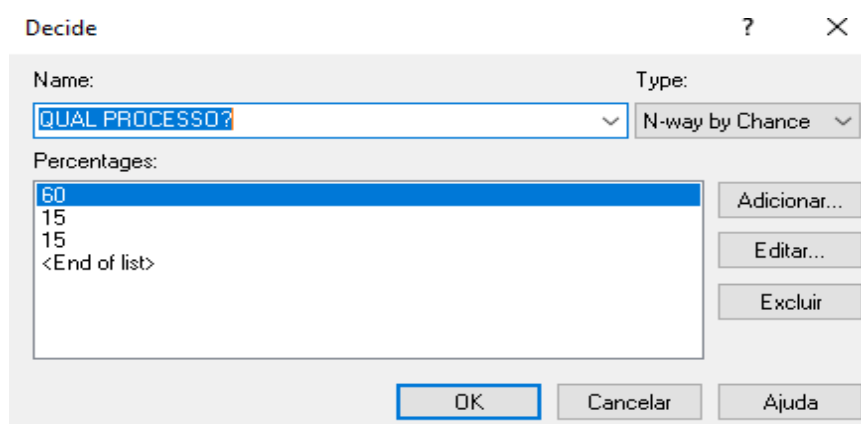 Decide ? ✕
Name: Type:
QUAL PROCESSO? N-way by Chance
Percentages:
60
15
15
<End of list>
Adicionar...
Editar...
Excluir
OK Cancelar Ajuda